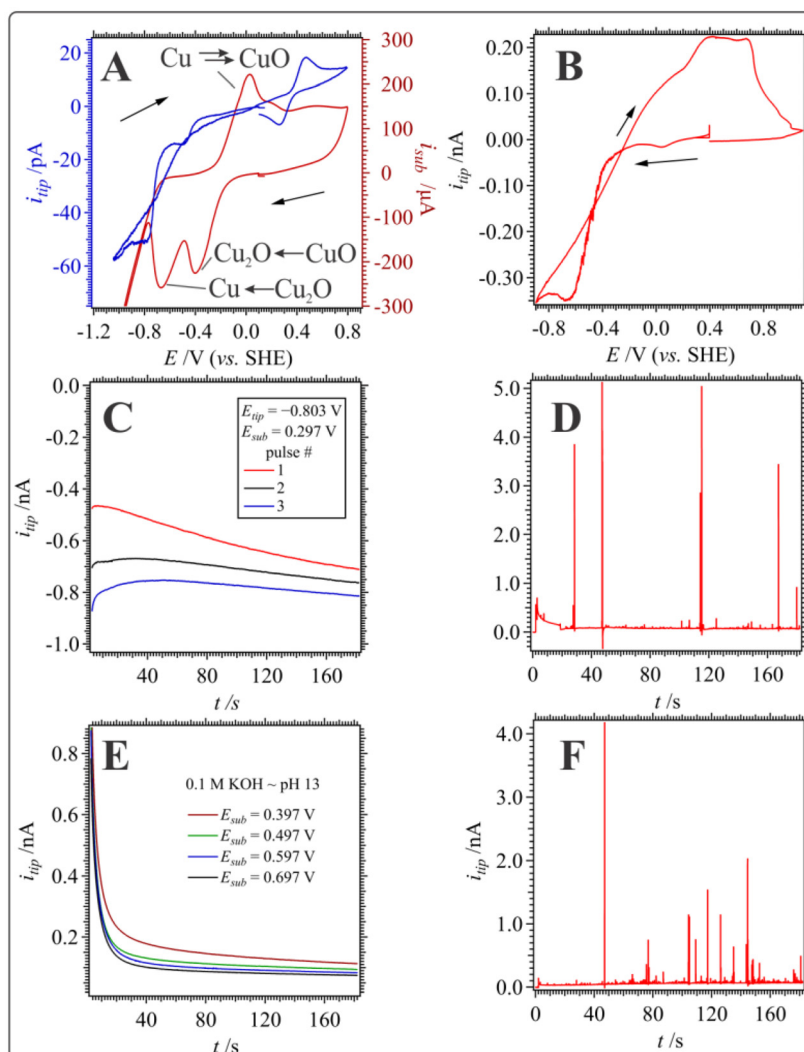 A
Cu ⇉ CuO
Cu₂O ← CuO
Cu ← Cu₂O
20
0
-20
-40
-60
i_tip /pA
300
200
100
0
-100
-200
-300
i_sub /µA
-1.2 -0.8 -0.4 0.0 0.4 0.8
E /V (vs. SHE)
B
0.20
0.10
0.00
-0.10
-0.20
-0.30
i_tip /nA
-0.8 -0.4 0.0 0.4 0.8
E /V (vs. SHE)
C
0.0
-0.2
-0.4
-0.6
-0.8
-1.0
i_tip /nA
E_tip = −0.803 V
E_sub = 0.297 V
pulse #
1
2
3
40 80 120 160
t /s
D
5.0
4.0
3.0
2.0
1.0
0.0
i_tip /nA
0 40 80 120 160
t /s
E
0.8
0.6
0.4
0.2
i_tip /nA
0.1 M KOH ~ pH 13
E_sub = 0.397 V
E_sub = 0.497 V
E_sub = 0.597 V
E_sub = 0.697 V
40 80 120 160
t /s
F
4.0
3.0
2.0
1.0
0.0
i_tip /nA
0 40 80 120 160
t /s